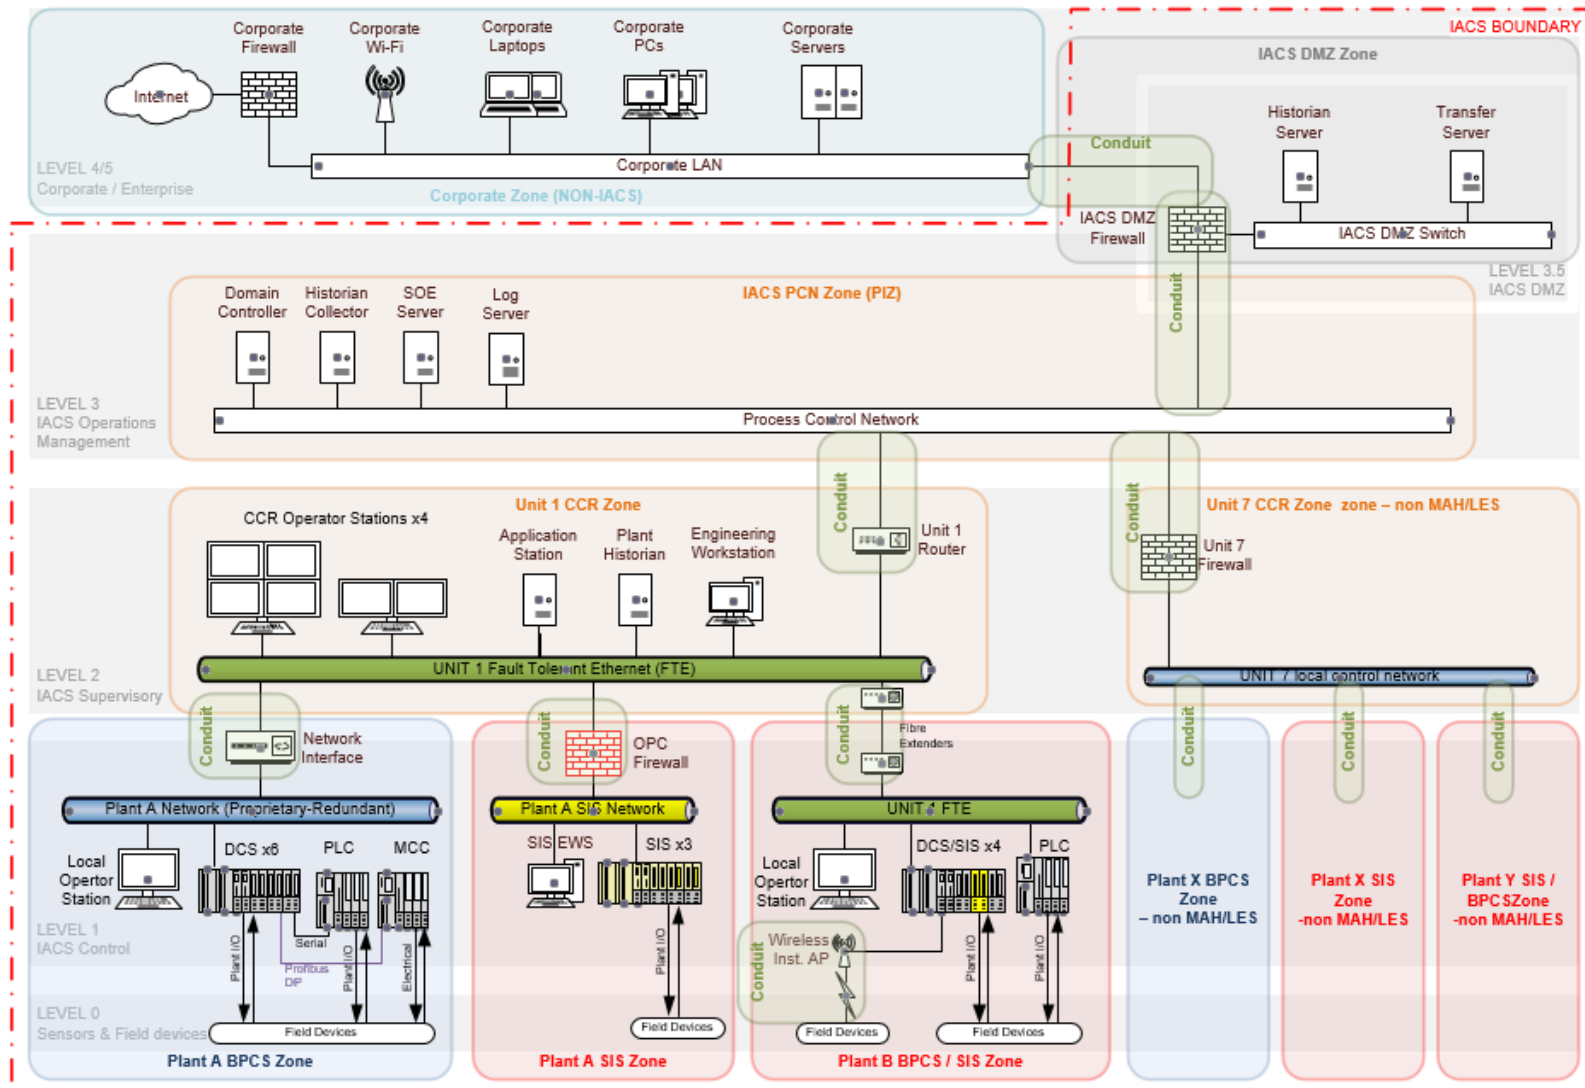 IACS BOUNDARY
Corporate
Firewall
Corporate
Wi-Fi
Corporate
Laptops
Corporate
PCs
Corporate
Servers
Internet
LEVEL 4/5
Corporate / Enterprise
Corporate LAN
Corporate Zone (NON-IACS)
Conduit
IACS DMZ Zone
Historian
Server
Transfer
Server
IACS DMZ
Firewall
IACS DMZ Switch
LEVEL 3.5
IACS DMZ
Conduit
IACS PCN Zone (PIZ)
Domain
Controller
Historian
Collector
SOE
Server
Log
Server
LEVEL 3
IACS Operations
Management
Process Control Network
Conduit
Conduit
Unit 1 CCR Zone
CCR Operator Stations x4
Application
Station
Plant
Historian
Engineering
Workstation
Unit 1
Router
UNIT 1 Fault Tolerant Ethernet (FTE)
LEVEL 2
IACS Supervisory
Unit 7 CCR Zone  zone – non MAH/LES
Unit 7
Firewall
UNIT 7 local control network
Conduit
Network
Interface
Conduit
OPC
Firewall
Conduit
Fibre
Extenders
Conduit
Conduit
Conduit
Plant A Network (Proprietary-Redundant)
Local
Opertor
Station
DCS x6
PLC
MCC
Serial
Profibus
DP
Plant I/O
Plant I/O
Electrical
Field Devices
Plant A BPCS Zone
LEVEL 1
IACS Control
LEVEL 0
Sensors & Field devices
Plant A SIS Network
SIS EWS
SIS x3
Plant I/O
Field Devices
Plant A SIS Zone
UNIT 1 FTE
Local
Opertor
Station
DCS/SIS x4
PLC
Conduit
Wireless
Inst. AP
Plant I/O
Plant I/O
Field Devices
Field Devices
Plant B BPCS / SIS Zone
Plant X BPCS
Zone
– non MAH/LES
Plant X SIS
Zone
-non MAH/LES
Plant Y SIS /
BPCSZone
-non MAH/LES